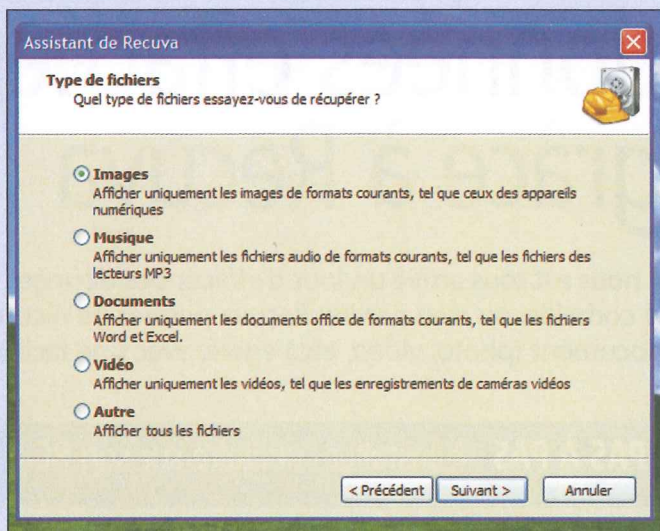 Assistant de Recuva
Type de fichiers
Quel type de fichiers essayez-vous de récupérer ?
Images
Afficher uniquement les images de formats courants, tel que ceux des appareils
numériques
Musique
Afficher uniquement les fichiers audio de formats courants, tel que les fichiers des
lecteurs MP3
Documents
Afficher uniquement les documents office de formats courants, tel que les fichiers
Word et Excel.
Vidéo
Afficher uniquement les vidéos, tel que les enregistrements de caméras vidéos
Autre
Afficher tous les fichiers
< Précédent Suivant > Annuler